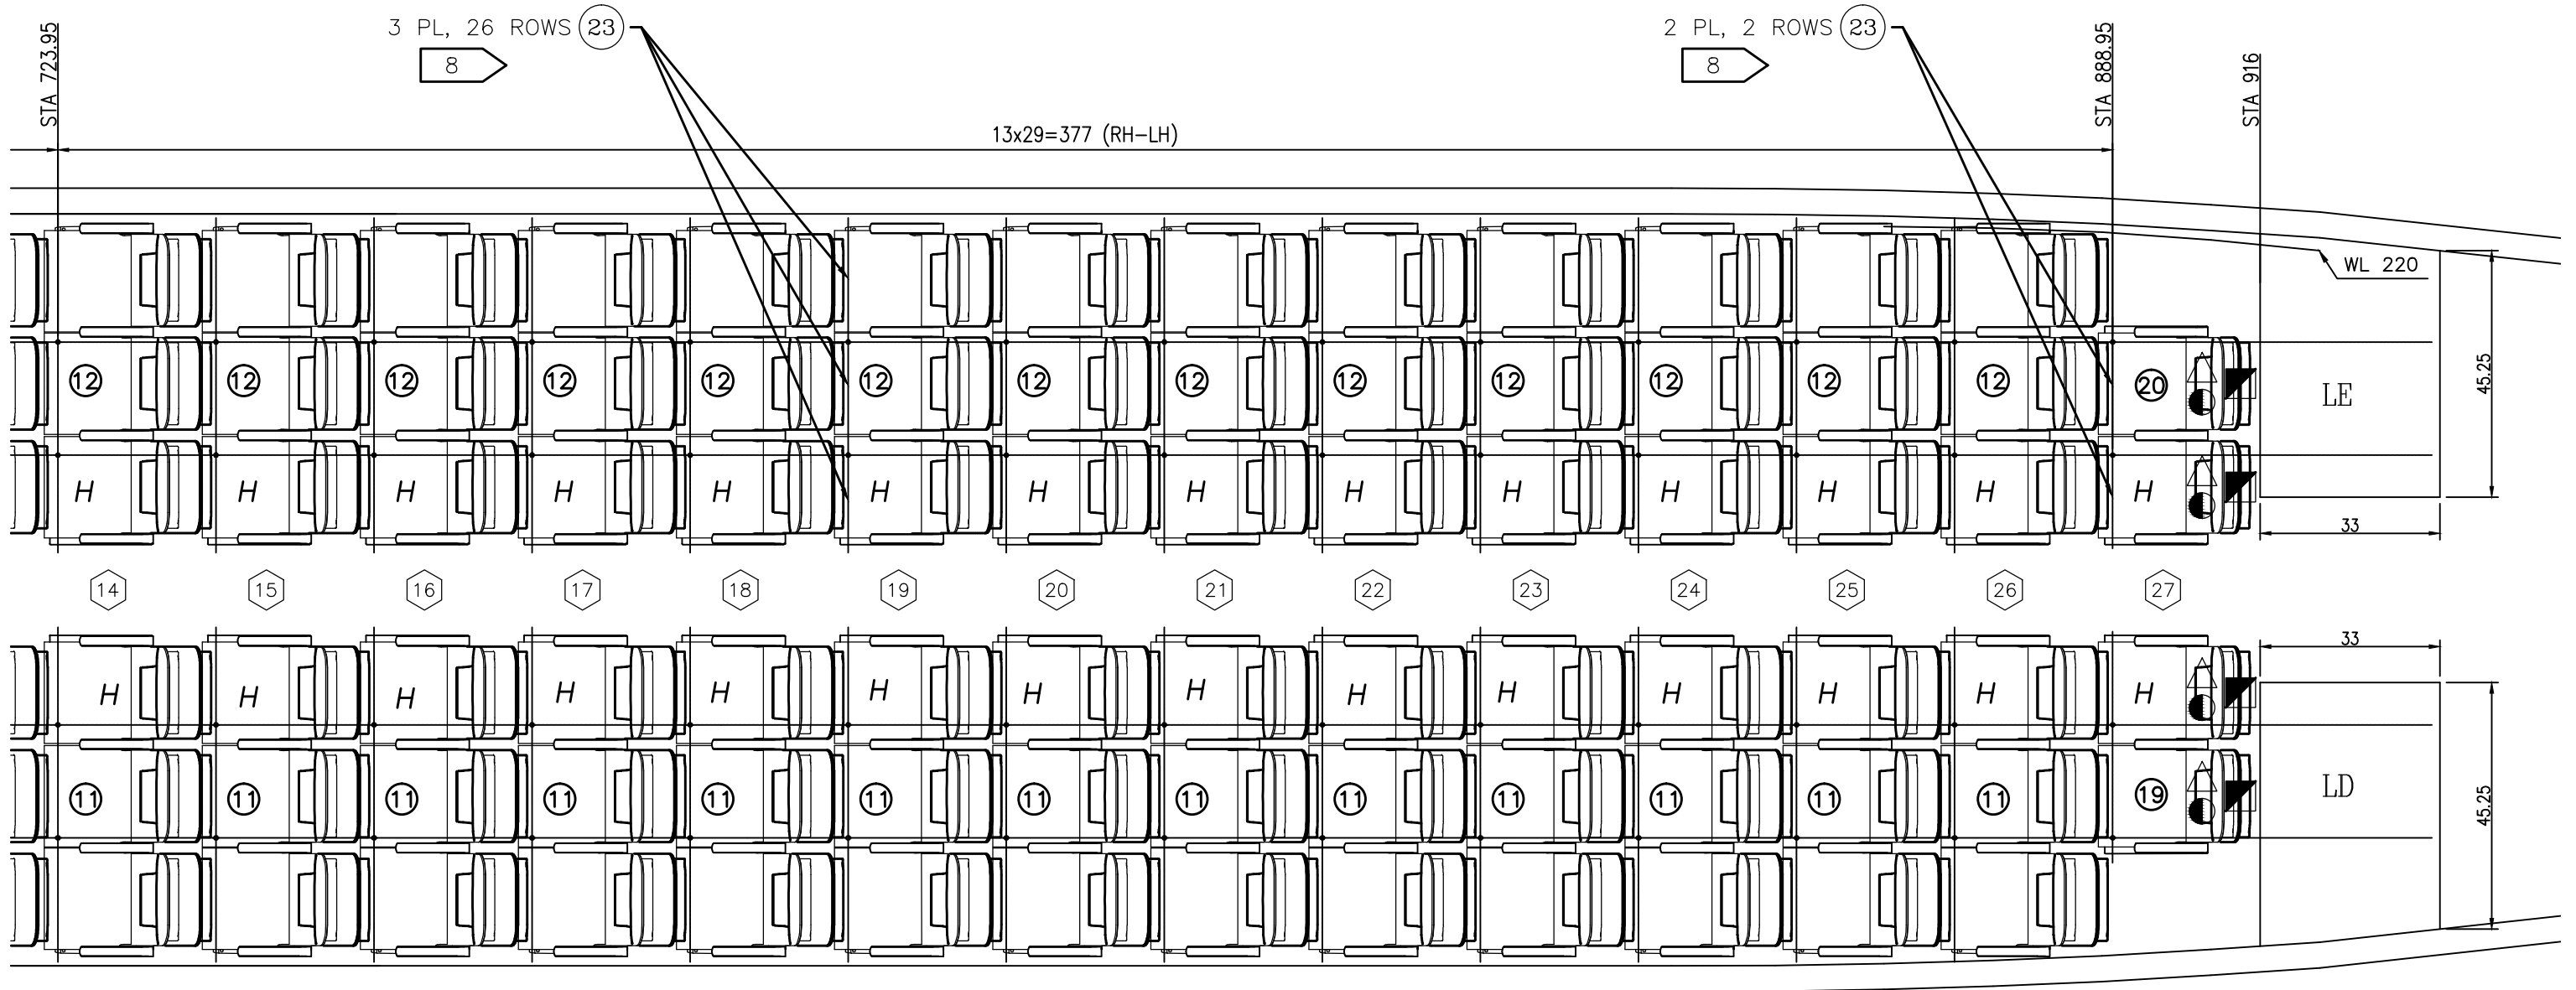 3 PL, 26 ROWS 23
8
2 PL, 2 ROWS 23
8
STA 723.95
STA 888.95
STA 916
13x29=377 (RH-LH)
WL 220
12 12 12 12 12 12 12 12 12 12 12 12 12 20
LE
45.25
H H H H H H H H H H H H H H
33
14 15 16 17 18 19 20 21 22 23 24 25 26 27
33
H H H H H H H H H H H H H H
11 11 11 11 11 11 11 11 11 11 11 11 11 19
LD
45.25